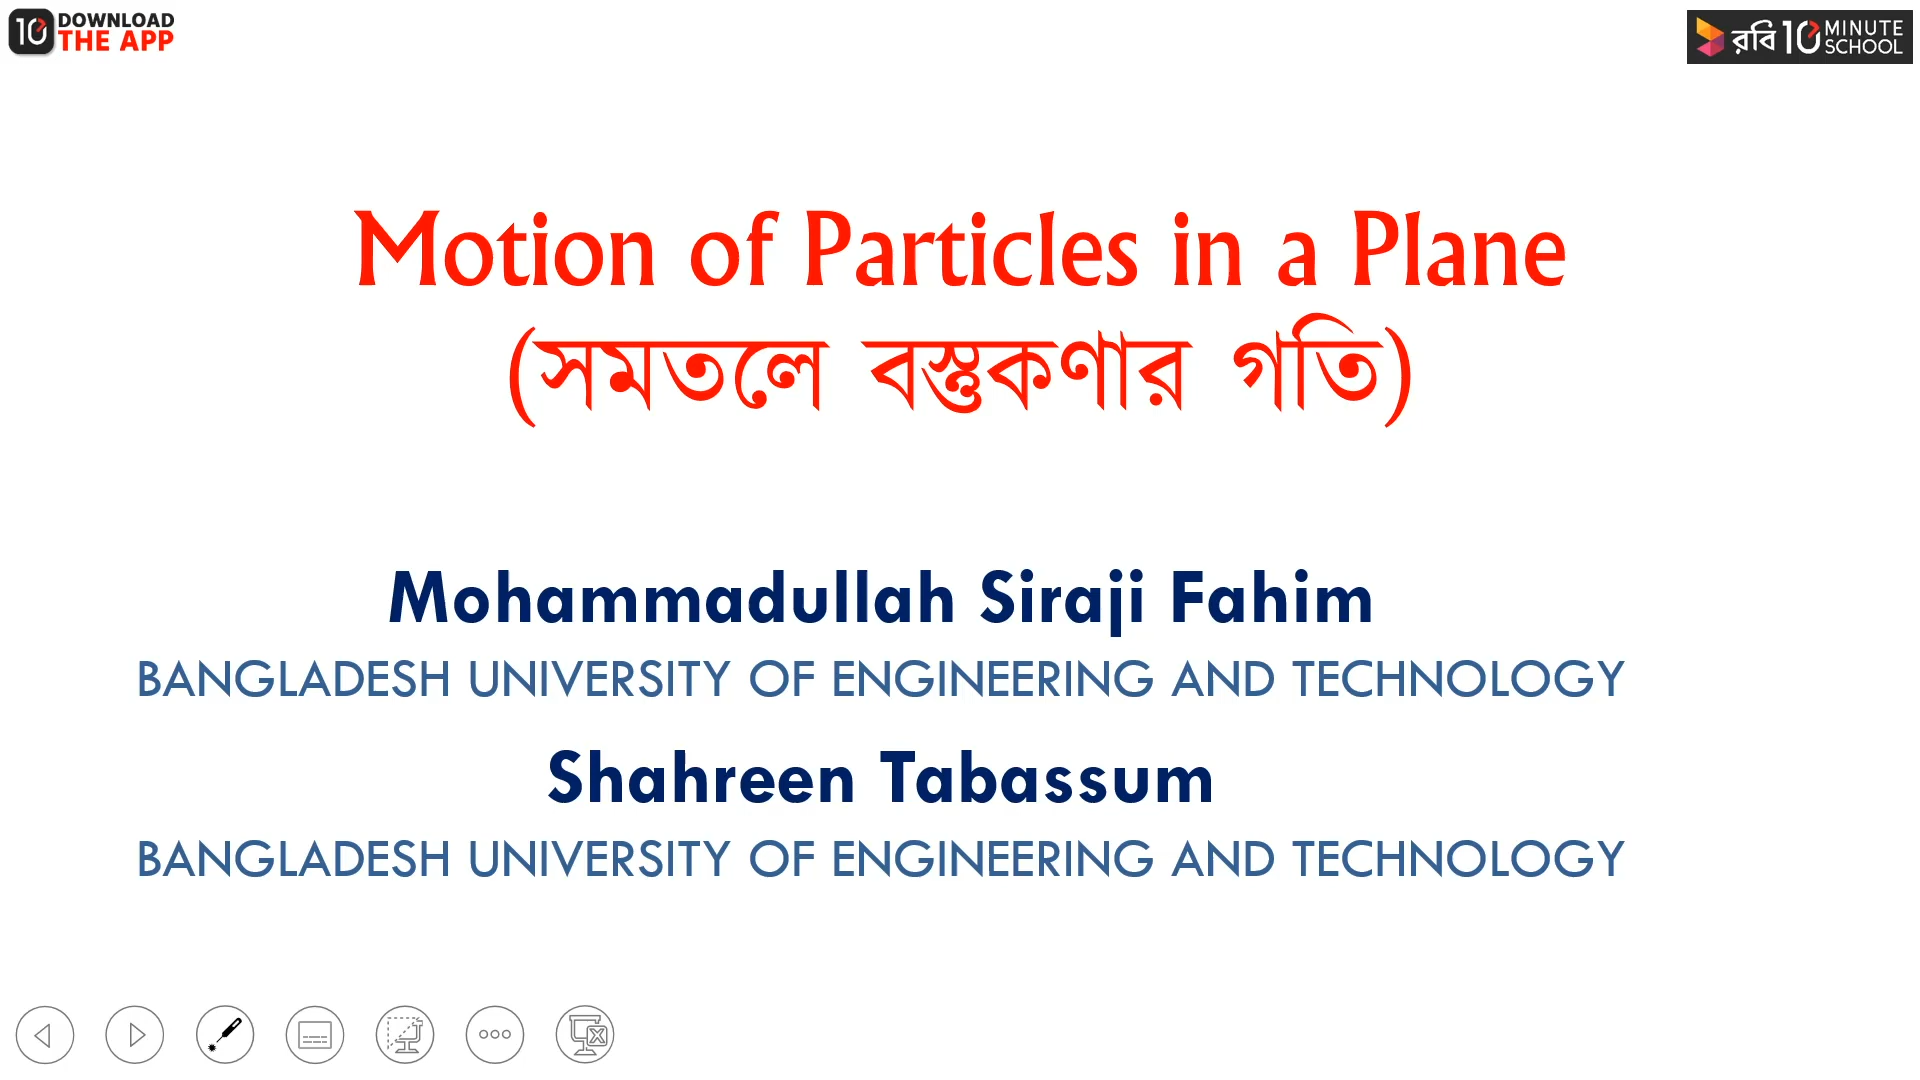 10 DOWNLOAD
THE APP
রবি 10 MINUTE
SCHOOL
Motion of Particles in a Plane
(সমতলে বস্তুকণার গতি)
Mohammadullah Siraji Fahim
BANGLADESH UNIVERSITY OF ENGINEERING AND TECHNOLOGY
Shahreen Tabassum
BANGLADESH UNIVERSITY OF ENGINEERING AND TECHNOLOGY